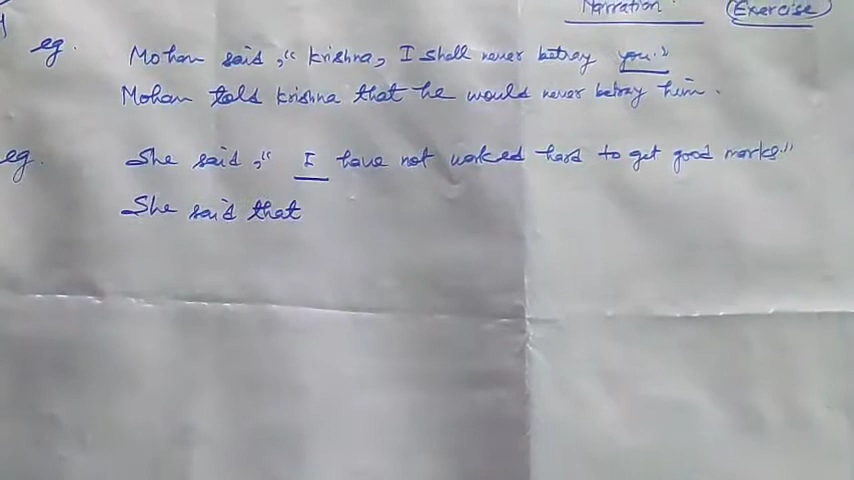 Narration (Exercise)
eg. Mohan said, "Krishna, I shall never betray you."
Mohan told Krishna that he would never betray him.
eg. She said, "I have not worked hard to get good marks."
She said that